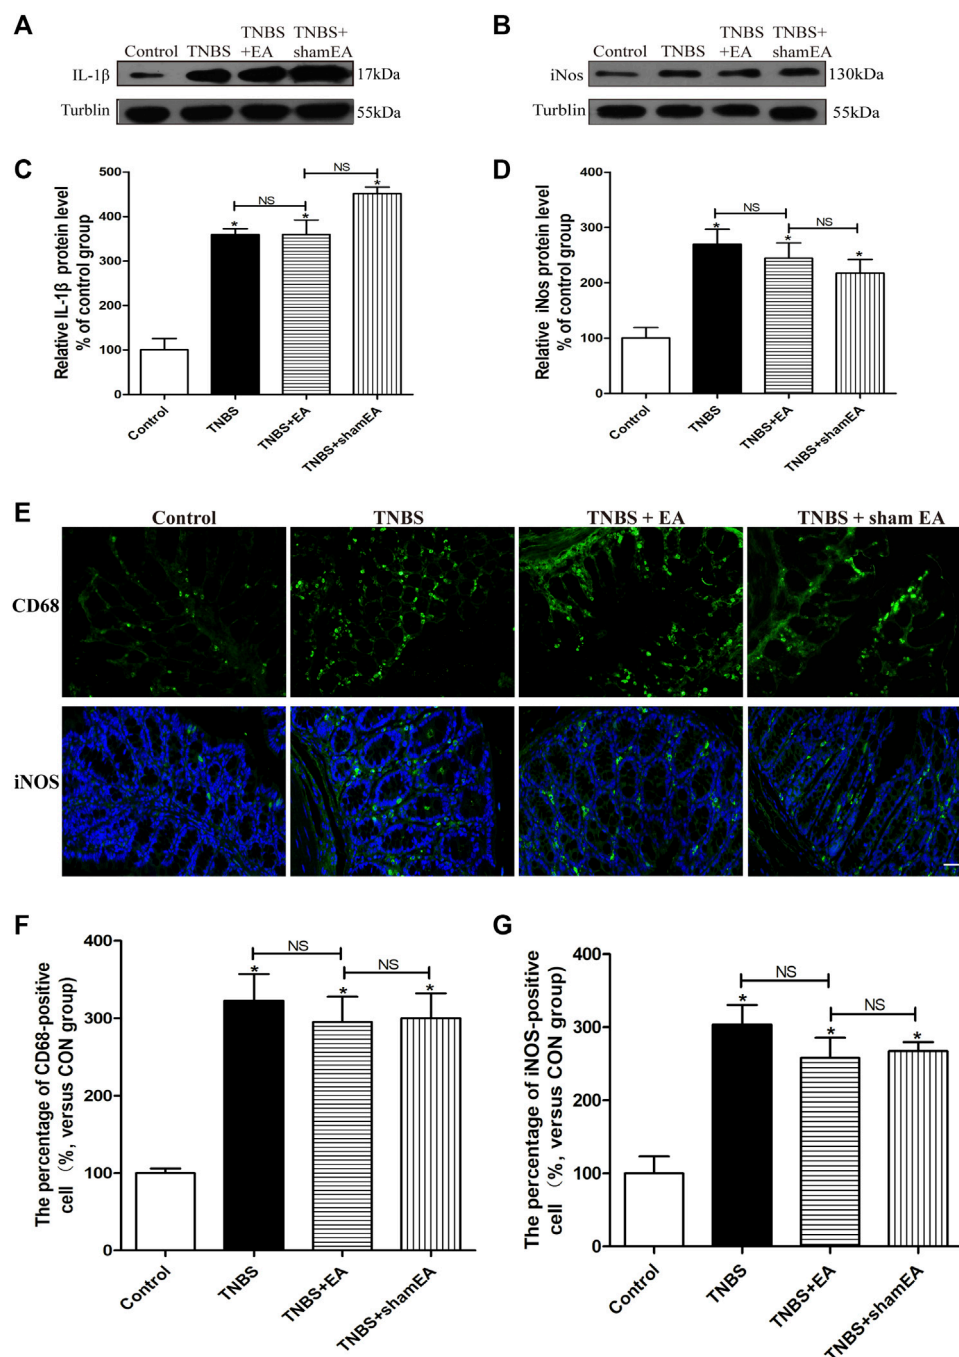 A
Control TNBS TNBS +EA TNBS+ shamEA
IL-1β 17kDa
Turblin 55kDa
B
Control TNBS TNBS +EA TNBS+ shamEA
iNos 130kDa
Turblin 55kDa
C
Relative IL-1β protein level
% of control group
500
400
300
200
100
0
NS
NS
*
*
*
Control
TNBS
TNBS+EA
TNBS+shamEA
D
Relative iNos protein level
% of control group
400
300
200
100
0
NS
NS
*
*
*
Control
TNBS
TNBS+EA
TNBS+shamEA
E
Control TNBS TNBS + EA TNBS + sham EA
CD68
iNOS
F
The percentage of CD68-positive
cell (%, versus CON group)
400
300
200
100
0
NS
NS
*
*
*
Control
TNBS
TNBS+EA
TNBS+shamEA
G
The percentage of iNOS-positive
cell (%, versus CON group)
400
300
200
100
0
NS
NS
*
*
*
Control
TNBS
TNBS+EA
TNBS+shamEA